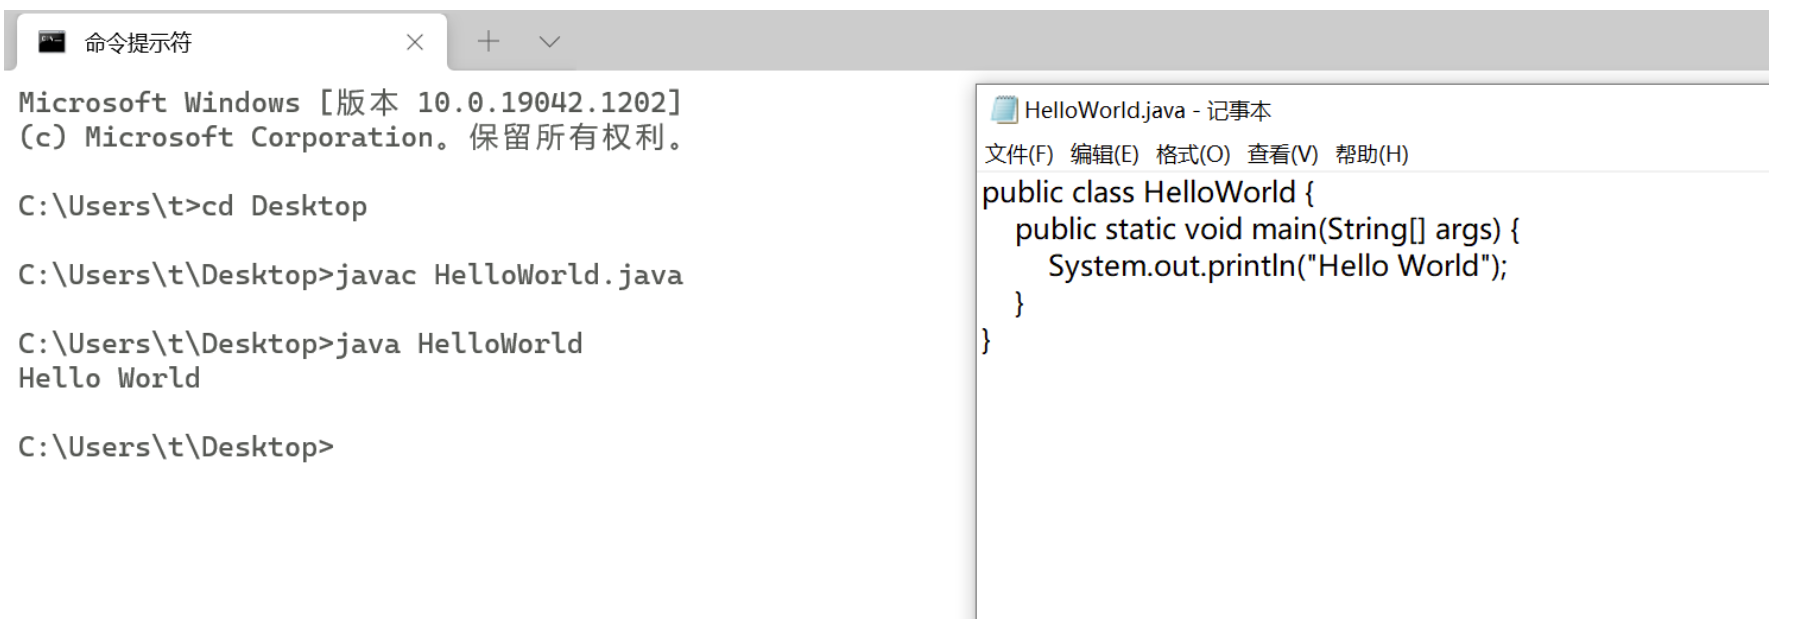 命令提示符
Microsoft Windows [版本 10.0.19042.1202]
(c) Microsoft Corporation。保留所有权利。
C:\Users\t>cd Desktop
C:\Users\t\Desktop>javac HelloWorld.java
C:\Users\t\Desktop>java HelloWorld
Hello World
C:\Users\t\Desktop>
HelloWorld.java - 记事本
文件(F) 编辑(E) 格式(O) 查看(V) 帮助(H)
public class HelloWorld {
    public static void main(String[] args) {
        System.out.println("Hello World");
    }
}